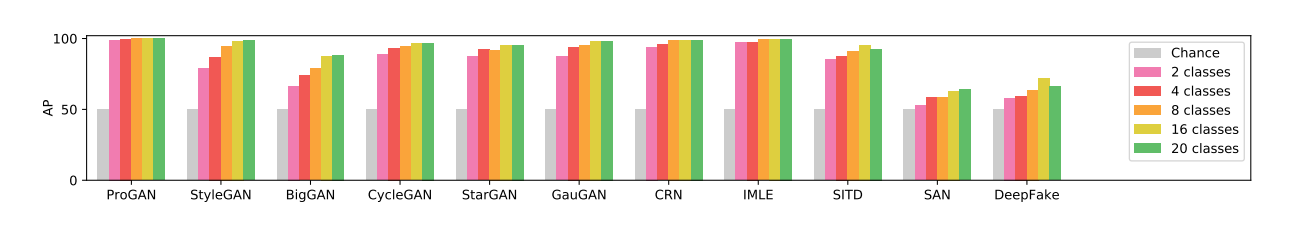 AP
100
50
0
ProGAN StyleGAN BigGAN CycleGAN StarGAN GauGAN CRN IMLE SITD SAN DeepFake
Chance
2 classes
4 classes
8 classes
16 classes
20 classes